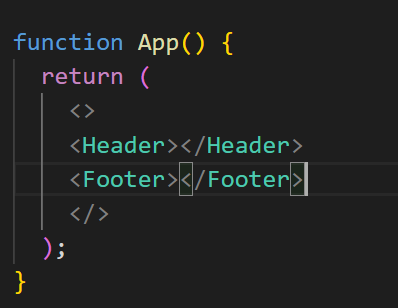 function App() {
  return (
    <>
    <Header></Header>
    <Footer></Footer>
    </>
  );
}